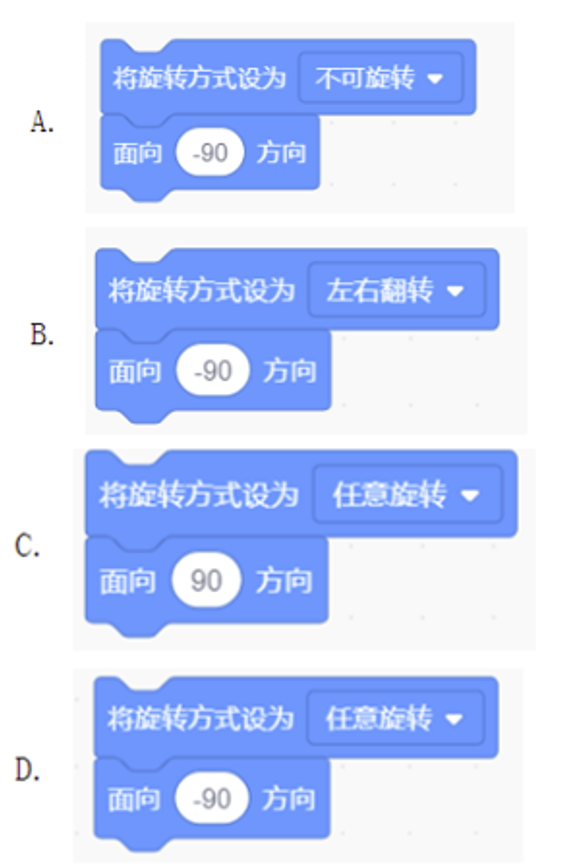 将旋转方式设为 不可旋转
A.
面向 -90 方向
将旋转方式设为 左右翻转
B.
面向 -90 方向
将旋转方式设为 任意旋转
C.
面向 90 方向
将旋转方式设为 任意旋转
D.
面向 -90 方向